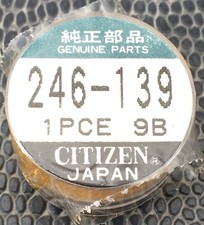 純正部品
GENUINE PARTS
246-139
1PCE 9B
CITIZEN®
JAPAN